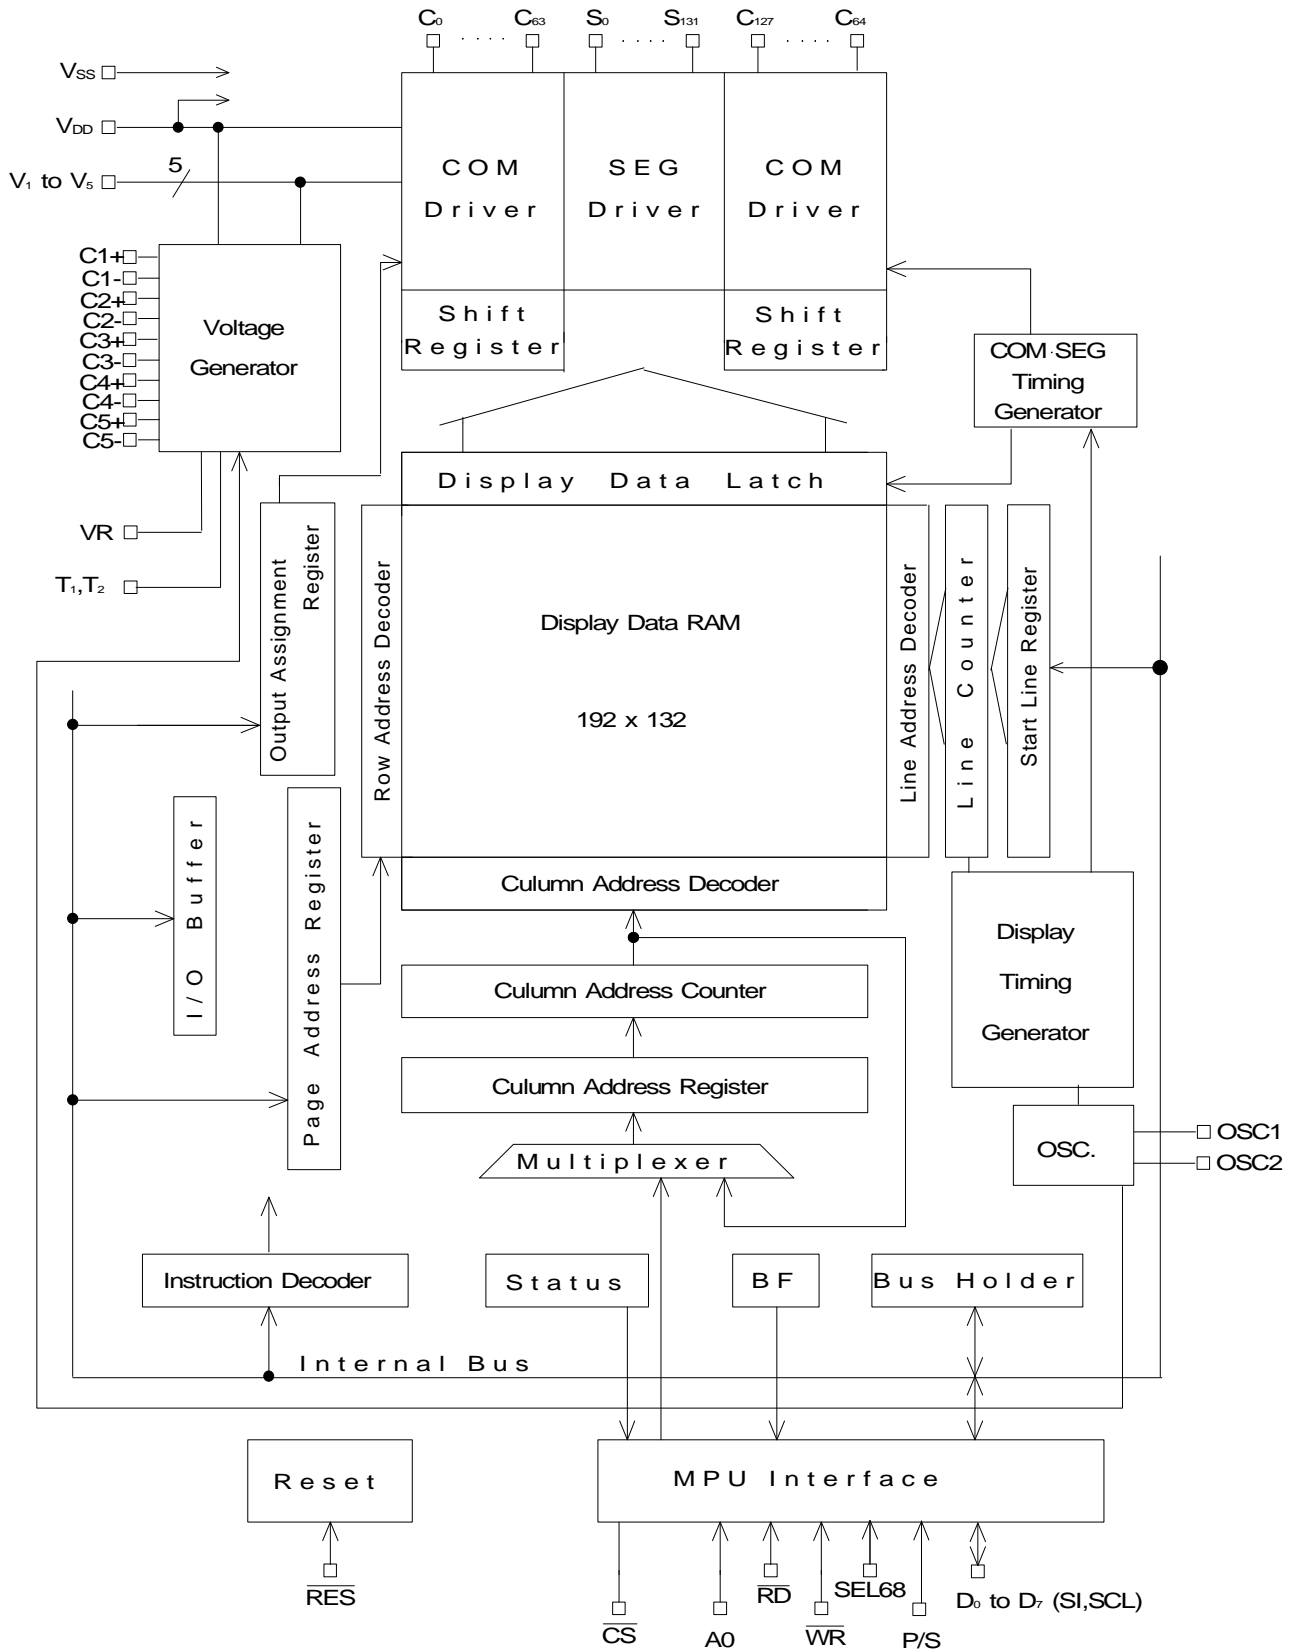 C₀ · · · · C₆₃ S₀ · · · · S₁₃₁ C₁₂₇ · · · · C₆₄
VSS
VDD
5
V₁ to V₅
COM Driver
SEG Driver
COM Driver
C1+
C1-
C2+
C2-
C3+
C3-
C4+
C4-
C5+
C5-
Voltage
Generator
Shift
Register
Shift
Register
COM·SEG
Timing
Generator
Display Data Latch
VR
T₁,T₂
Output Assignment
Register
Row Address Decoder
Display Data RAM
192 x 132
Line Address Decoder
Line Counter
Start Line Register
I/O Buffer
Page Address Register
Culumn Address Decoder
Culumn Address Counter
Culumn Address Register
Multiplexer
Display
Timing
Generator
OSC.
OSC1
OSC2
Instruction Decoder
Status
BF
Bus Holder
Internal Bus
Reset
MPU Interface
R̅E̅S̅
C̅S̅
A0
R̅D̅
W̅R̅
SEL68
P/S
D₀ to D₇ (SI,SCL)